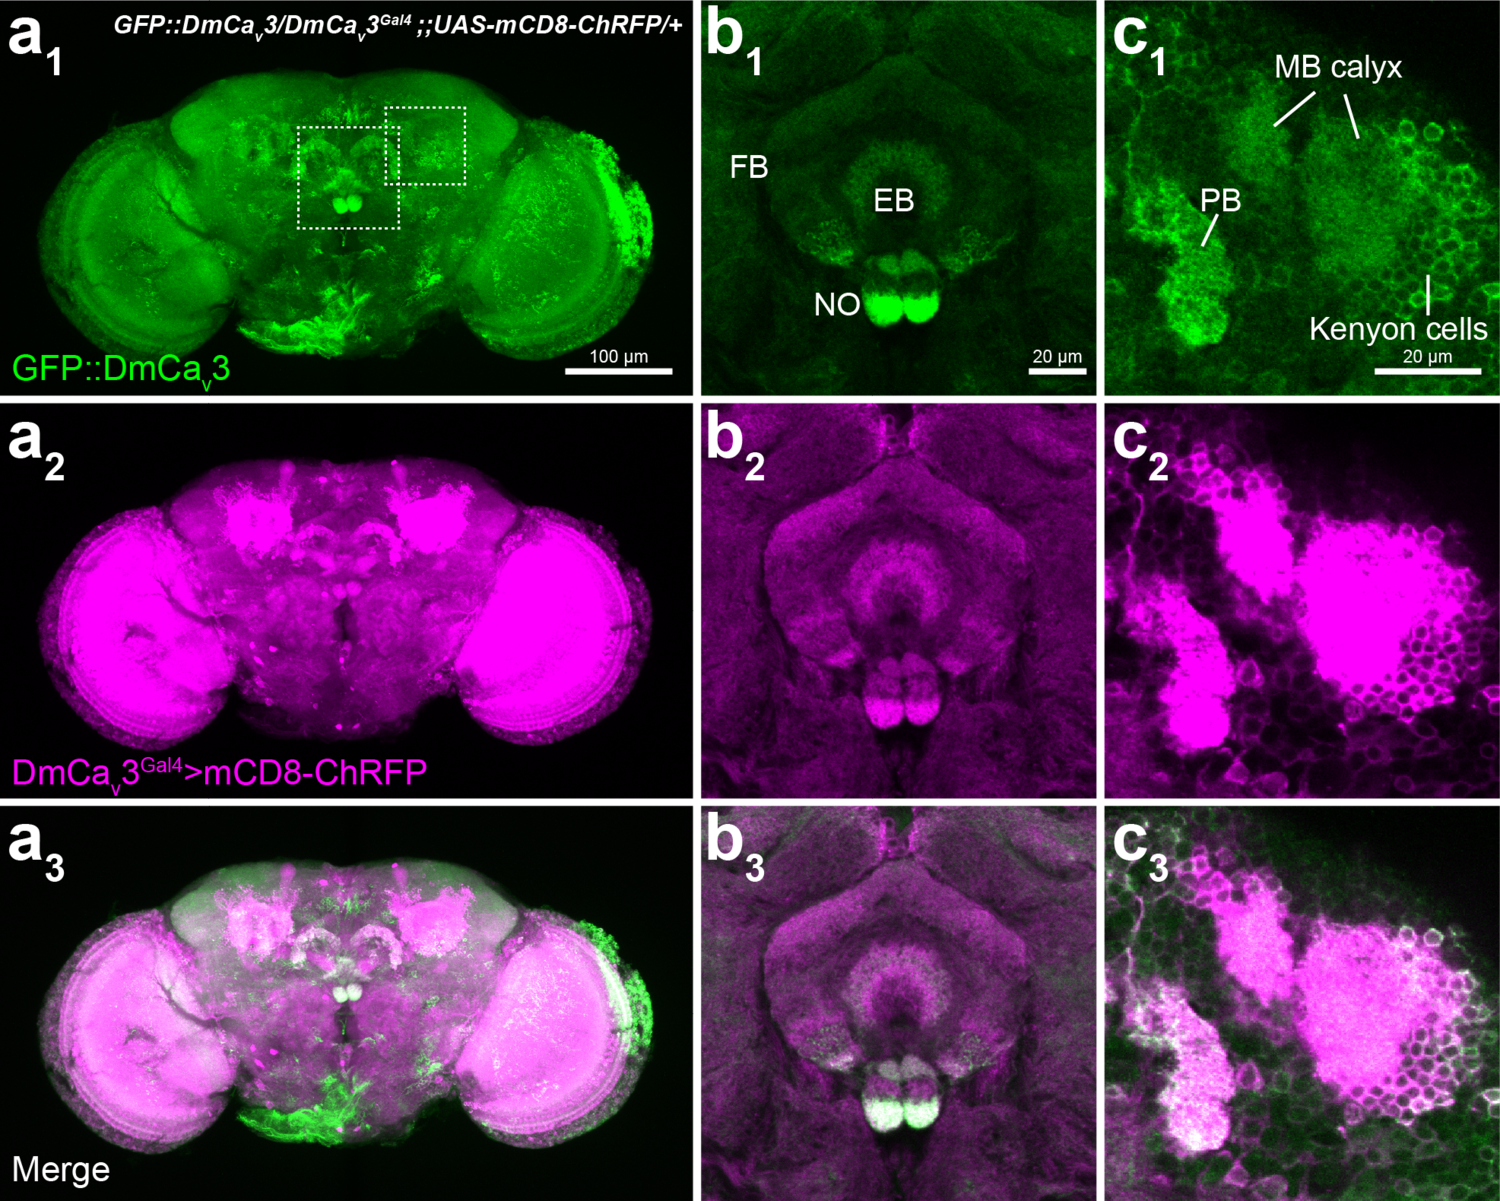 a1
GFP::DmCav3/DmCav3Gal4 ;;UAS-mCD8-ChRFP/+
GFP::DmCav3
100 µm
b1
FB
EB
NO
20 µm
c1
MB calyx
PB
Kenyon cells
20 µm
a2
DmCav3Gal4>mCD8-ChRFP
b2
c2
a3
Merge
b3
c3